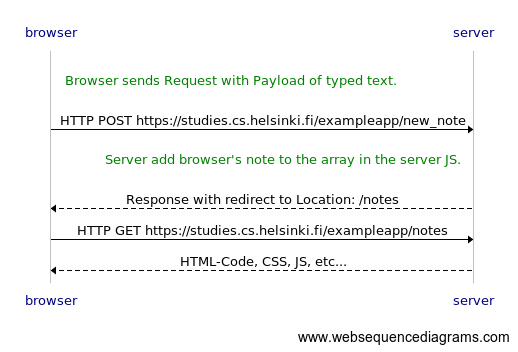 browser server
Browser sends Request with Payload of typed text.
HTTP POST https://studies.cs.helsinki.fi/exampleapp/new_note
Server add browser's note to the array in the server JS.
Response with redirect to Location: /notes
HTTP GET https://studies.cs.helsinki.fi/exampleapp/notes
HTML-Code, CSS, JS, etc...
browser server
www.websequencediagrams.com